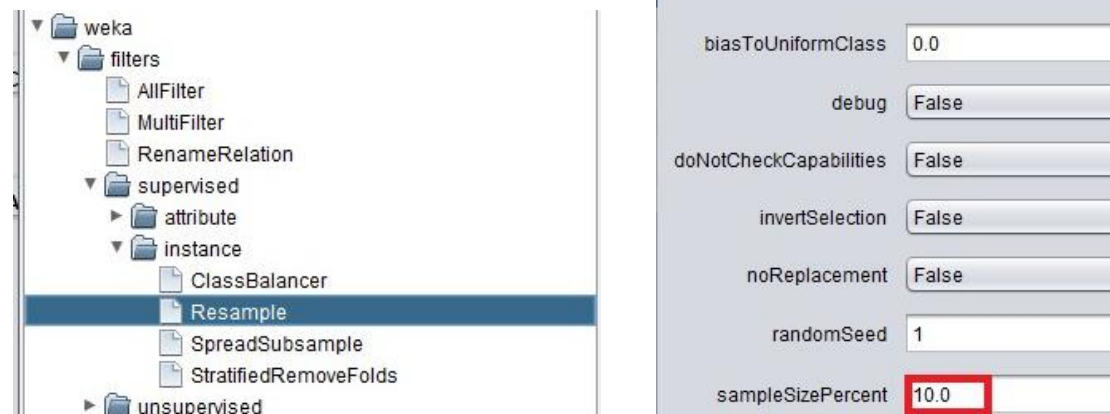 weka
filters
AllFilter
MultiFilter
RenameRelation
supervised
attribute
instance
ClassBalancer
Resample
SpreadSubsample
StratifiedRemoveFolds
unsupervised
biasToUniformClass 0.0
debug False
doNotCheckCapabilities False
invertSelection False
noReplacement False
randomSeed 1
sampleSizePercent 10.0